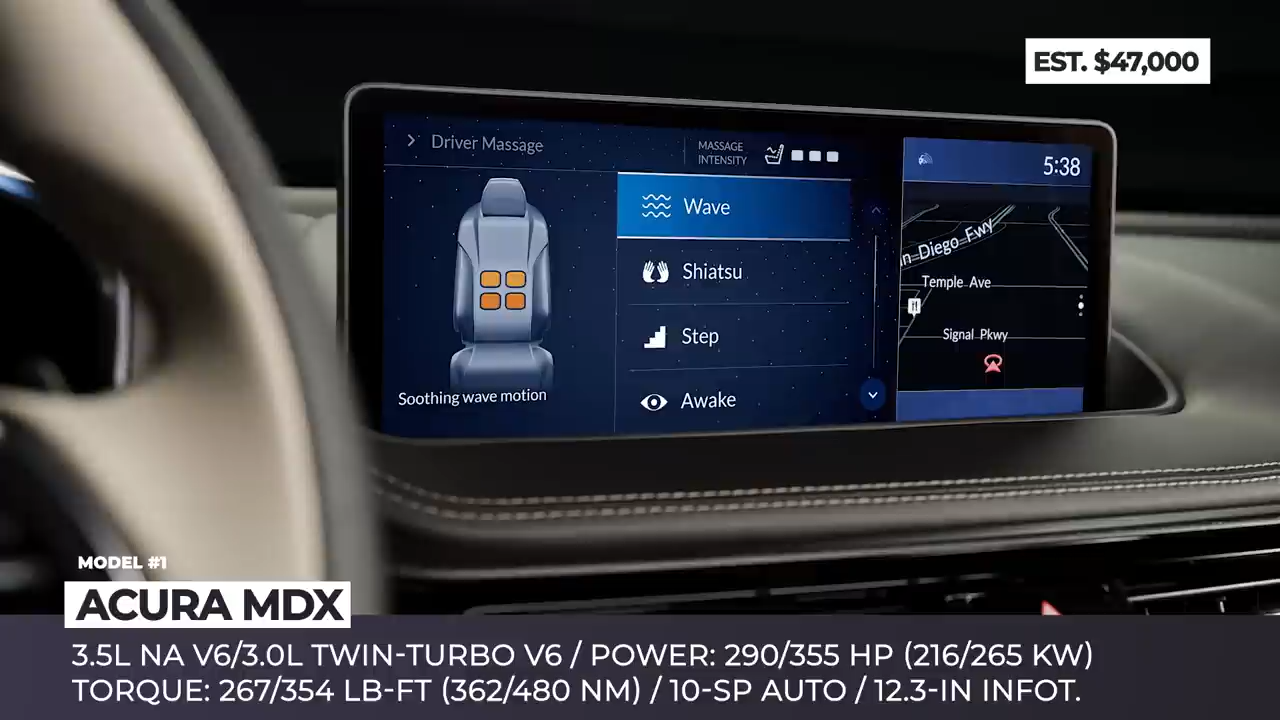 EST. $47,000
Driver Massage
MASSAGE
INTENSITY
5:38
Wave
Shiatsu
Step
Awake
Soothing wave motion
n Diego Fwy
Temple Ave
Signal Pkwy
MODEL #1
ACURA MDX
3.5L NA V6/3.0L TWIN-TURBO V6 / POWER: 290/355 HP (216/265 KW)
TORQUE: 267/354 LB-FT (362/480 NM) / 10-SP AUTO / 12.3-IN INFOT.